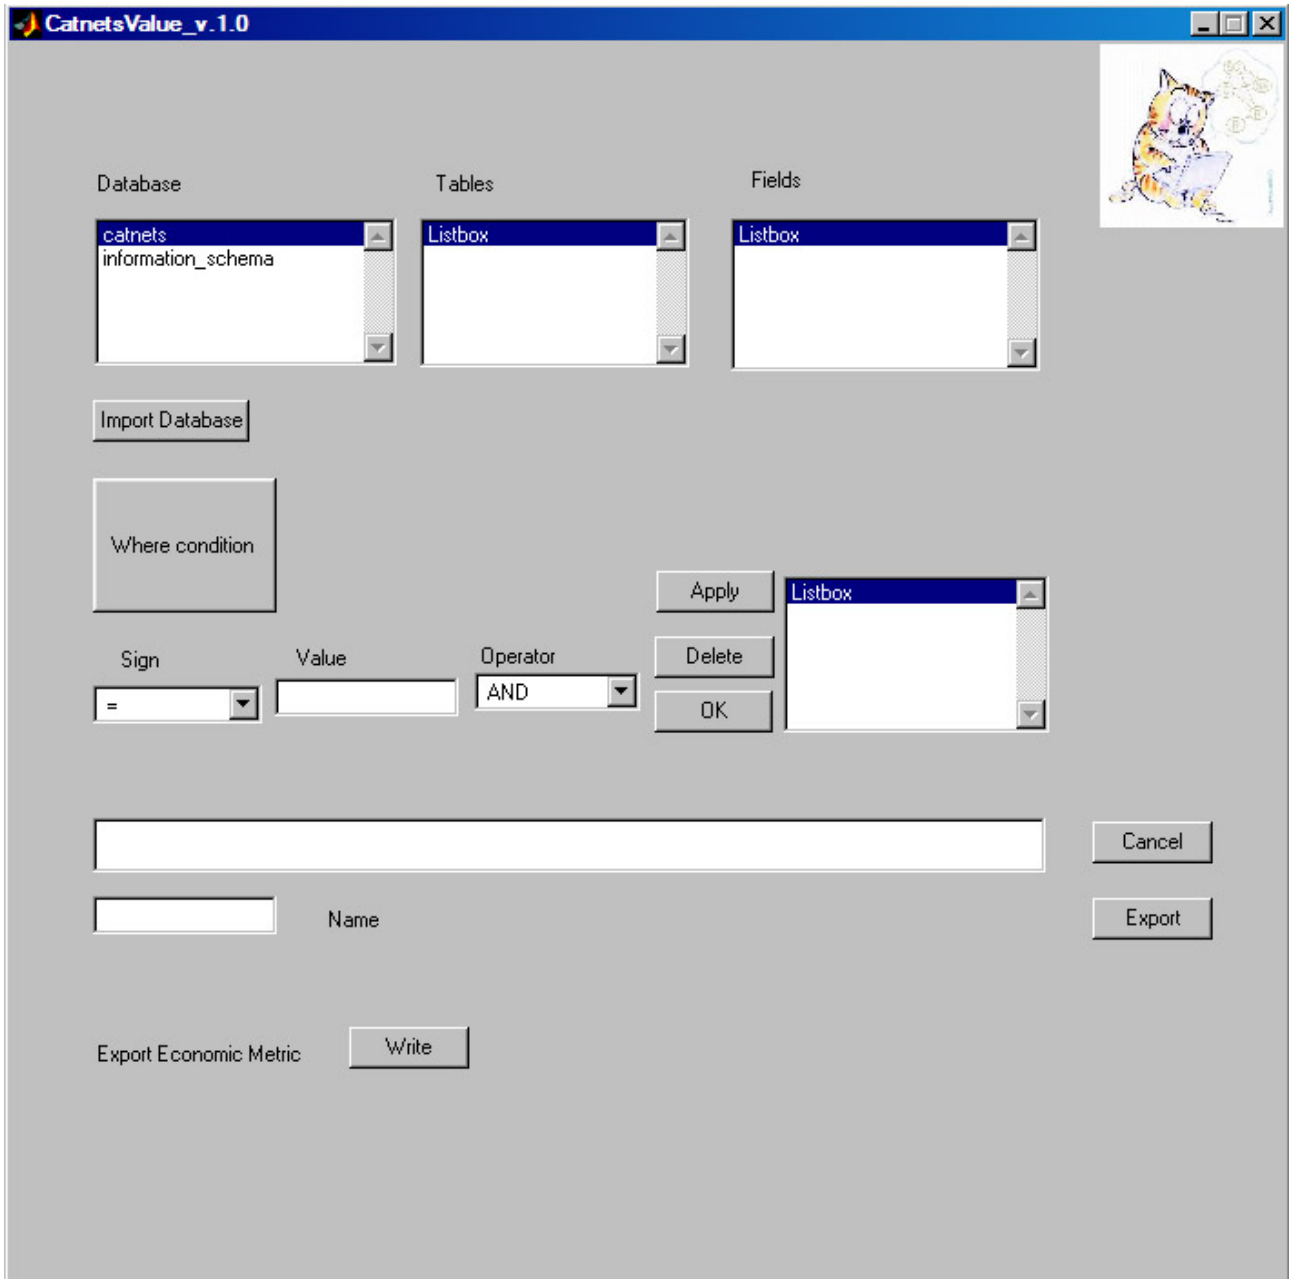 CatnetsValue_v.1.0
Database
Tables
Fields
catnets
information_schema
Listbox
Listbox
Import Database
Where condition
Apply
Listbox
Sign
Value
Operator
Delete
=
AND
OK
Cancel
Name
Export
Export Economic Metric
Write